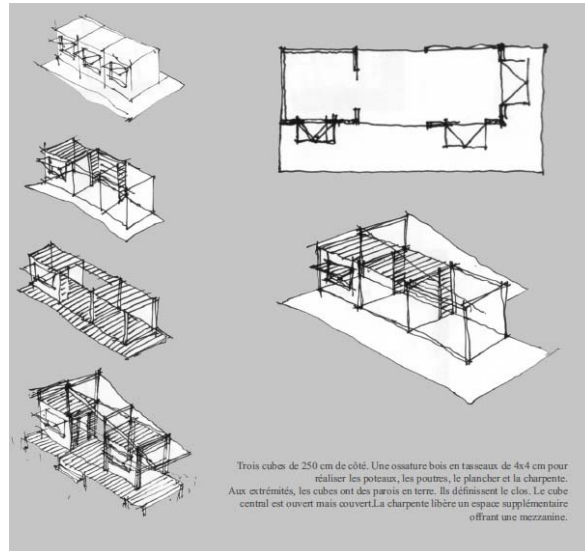 Trois cubes de 250 cm de côté. Une ossature bois en tasseaux de 4x4 cm pour
réaliser les poteaux, les poutres, le plancher et la charpente.
Aux extrémités, les cubes ont des parois en terre. Ils définissent le clos. Le cube
central est ouvert mais couvert.La charpente libère un espace supplémentaire
offrant une mezzanine.